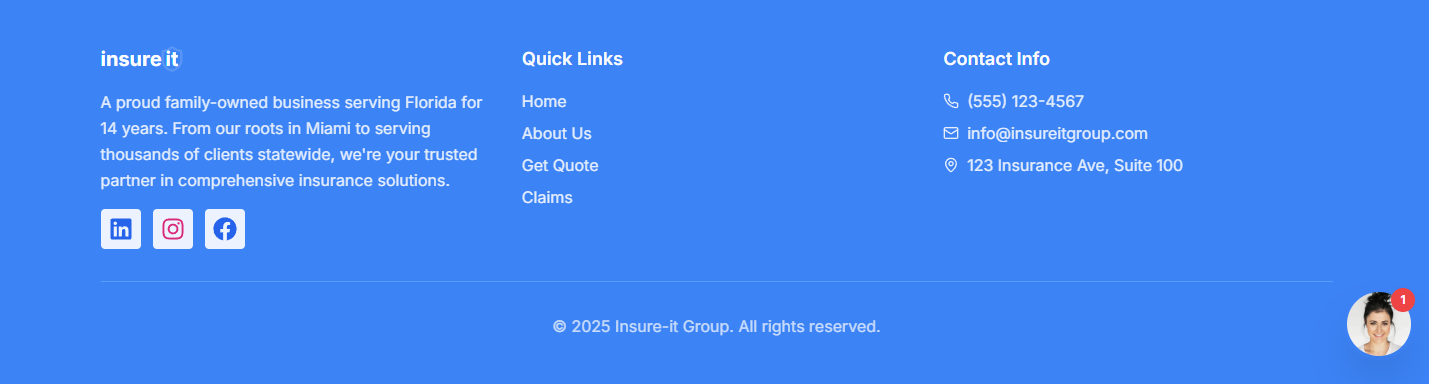 insureit
A proud family-owned business serving Florida for
14 years. From our roots in Miami to serving
thousands of clients statewide, we're your trusted
partner in comprehensive insurance solutions.
in
Quick Links
Home
About Us
Get Quote
Claims
Contact Info
(555) 123-4567
info@insureitgroup.com
123 Insurance Ave, Suite 100
© 2025 Insure-it Group. All rights reserved.
1